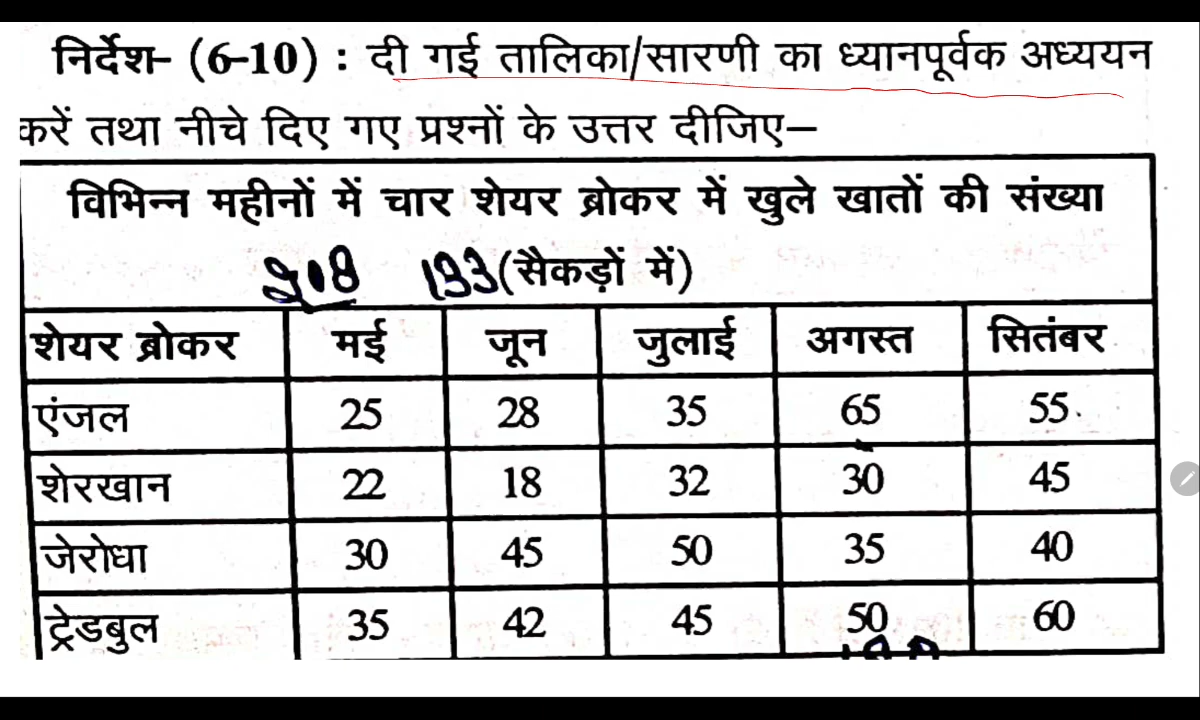 निर्देश- (6-10) : दी गई तालिका/सारणी का ध्यानपूर्वक अध्ययन
करें तथा नीचे दिए गए प्रश्नों के उत्तर दीजिए–
विभिन्न महीनों में चार शेयर ब्रोकर में खुले खातों की संख्या
193 (सैकड़ों में)
शेयर ब्रोकर मई जून जुलाई अगस्त सितंबर
एंजल 25 28 35 65 55
शेरखान 22 18 32 30 45
जेरोधा 30 45 50 35 40
ट्रेडबुल 35 42 45 50 60